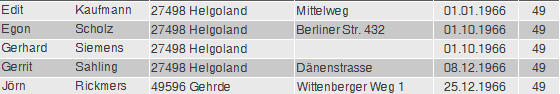 Edit Kaufmann 27498 Helgoland Mittelweg 01.01.1966 49
Egon Scholz 27498 Helgoland Berliner Str. 432 01.10.1966 49
Gerhard Siemens 27498 Helgoland 01.10.1966 49
Gerrit Sahling 27498 Helgoland Dänenstrasse 08.12.1966 49
Jörn Rickmers 49596 Gehrde Wittenberger Weg 1 25.12.1966 49